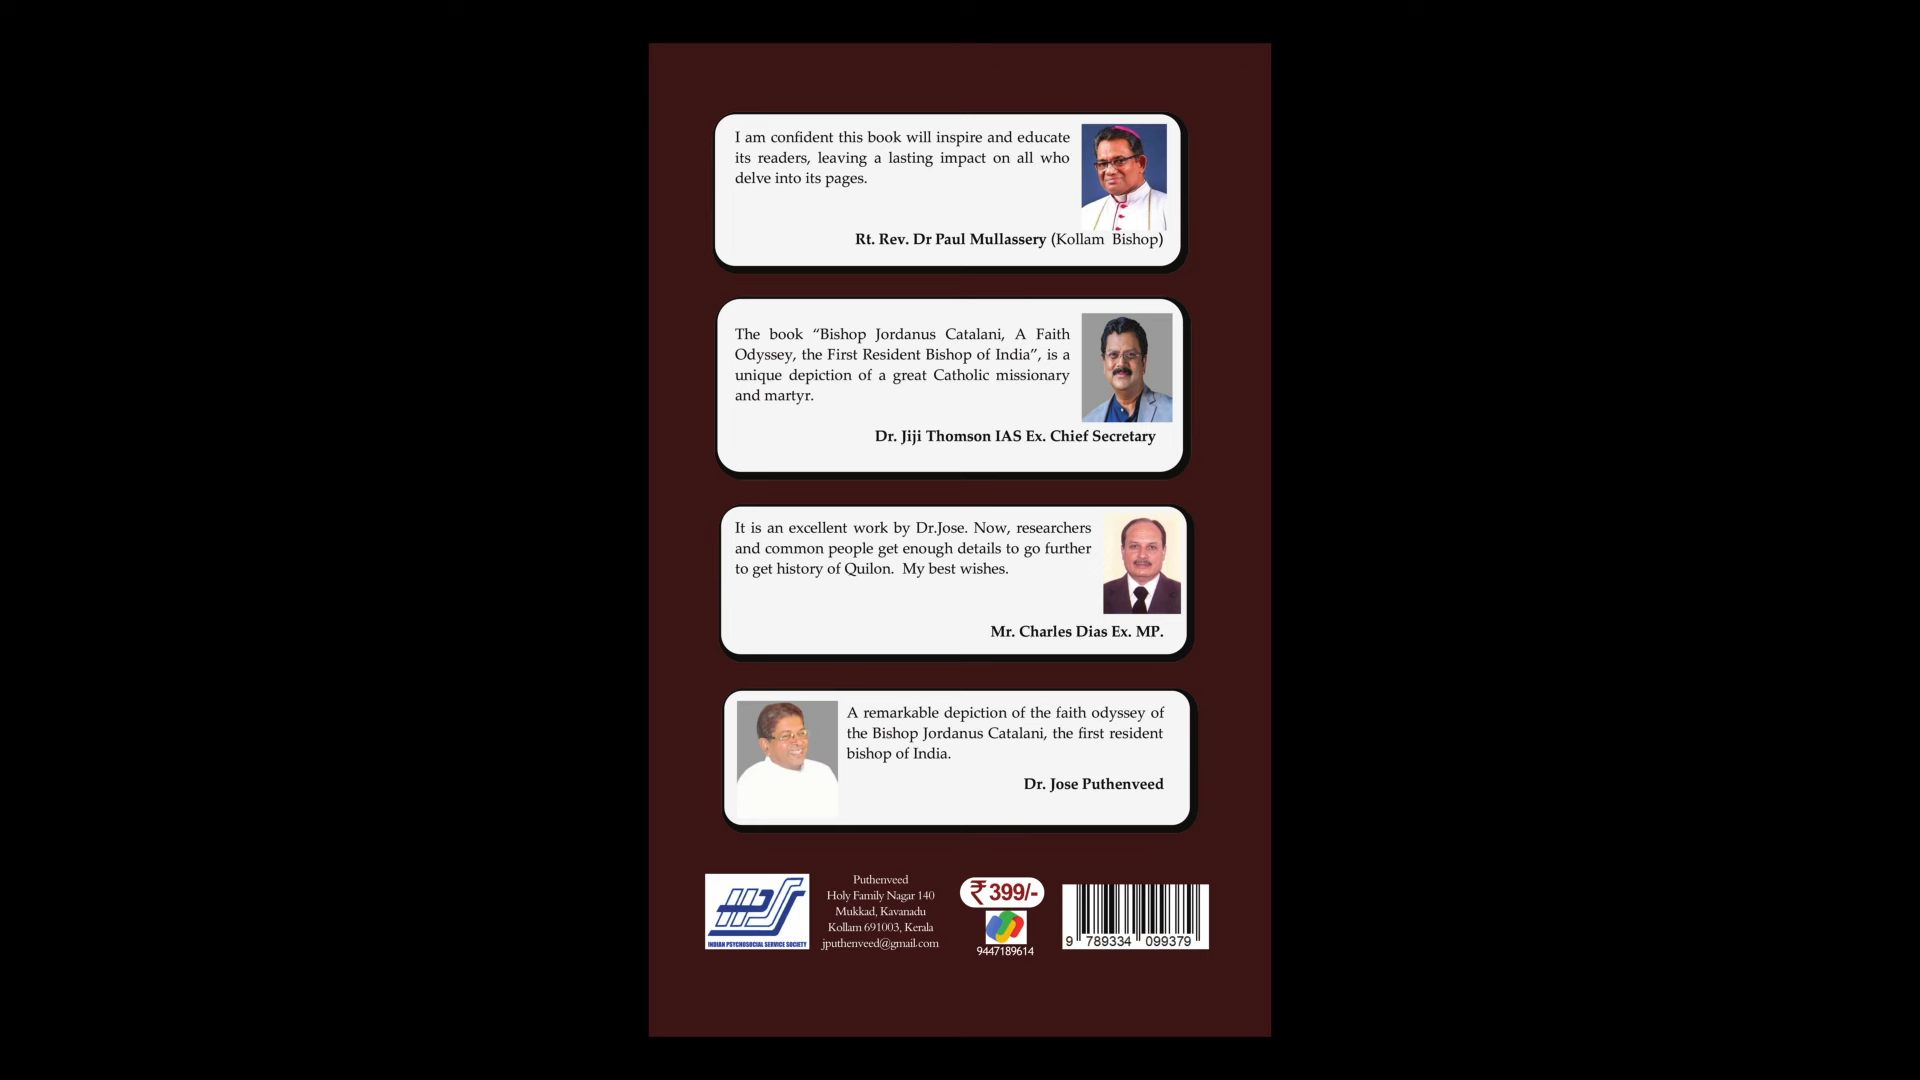 I am confident this book will inspire and educate
its readers, leaving a lasting impact on all who
delve into its pages.
Rt. Rev. Dr Paul Mullassery (Kollam Bishop)
The book “Bishop Jordanus Catalani, A Faith
Odyssey, the First Resident Bishop of India”, is a
unique depiction of a great Catholic missionary
and martyr.
Dr. Jiji Thomson IAS Ex. Chief Secretary
It is an excellent work by Dr.Jose. Now, researchers
and common people get enough details to go further
to get history of Quilon. My best wishes.
Mr. Charles Dias Ex. MP.
A remarkable depiction of the faith odyssey of
the Bishop Jordanus Catalani, the first resident
bishop of India.
Dr. Jose Puthenveed
IPSS
INDIAN PSYCHOSOCIAL SERVICE SOCIETY
Puthenveed
Holy Family Nagar 140
Mukkad, Kavanadu
Kollam 691003, Kerala
jputhenveed@gmail.com
₹ 399/-
9447189614
9 789334 099379